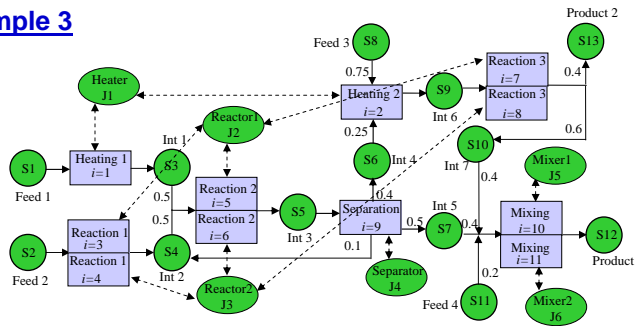 mple 3
Product 2
Feed 3
S8
S13
0.75
0.4
Heater
J1
Reactor1
J2
Heating 2
i=2
S9
Int 6
Reaction 3
i=7
Reaction 3
i=8
Int 1
0.25
S10
0.6
Int 7
S1
Feed 1
Heating 1
i=1
S3
S6
Int 4
0.4
Mixer1
J5
0.5
0.5
Reaction 2
i=5
Reaction 2
i=6
S5
Int 3
0.4
Separation
i=9
0.5
Int 5
S7
0.4
Mixing
i=10
Mixing
i=11
S12
Product
S2
Feed 2
Reaction 1
i=3
Reaction 1
i=4
S4
Int 2
0.1
0.2
Reactor2
J3
Separator
J4
Feed 4
S11
Mixer2
J6